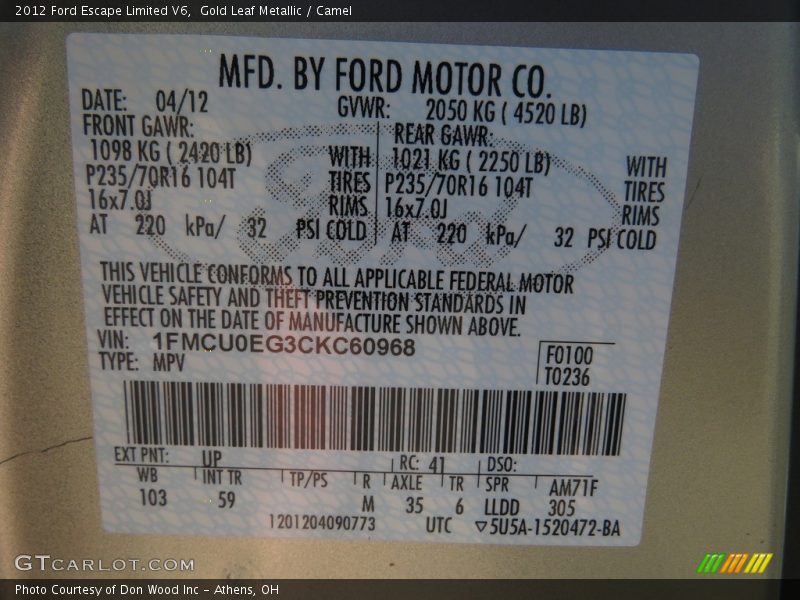 2012 Ford Escape Limited V6, Gold Leaf Metallic / Camel
MFD. BY FORD MOTOR CO.
DATE: 04/12 GVWR: 2050 KG ( 4520 LB)
FRONT GAWR: REAR GAWR:
1098 KG ( 2420 LB) WITH 1021 KG ( 2250 LB) WITH
P235/70R16 104T TIRES P235/70R16 104T TIRES
16x7.0J RIMS 16x7.0J RIMS
AT 220 kPa/ 32 PSI COLD AT 220 kPa/ 32 PSI COLD
THIS VEHICLE CONFORMS TO ALL APPLICABLE FEDERAL MOTOR
VEHICLE SAFETY AND THEFT PREVENTION STANDARDS IN
EFFECT ON THE DATE OF MANUFACTURE SHOWN ABOVE.
VIN: 1FMCU0EG3CKC60968
TYPE: MPV
F0100
T0236
EXT PNT: UP RC: 41 DSO:
WB INT TR TP/PS R AXLE TR SPR AM71F
103 59 M 35 6 LLDD 305
1201204090773 UTC ▽5U5A-1520472-BA
GTCARLOT.COM
Photo Courtesy of Don Wood Inc - Athens, OH